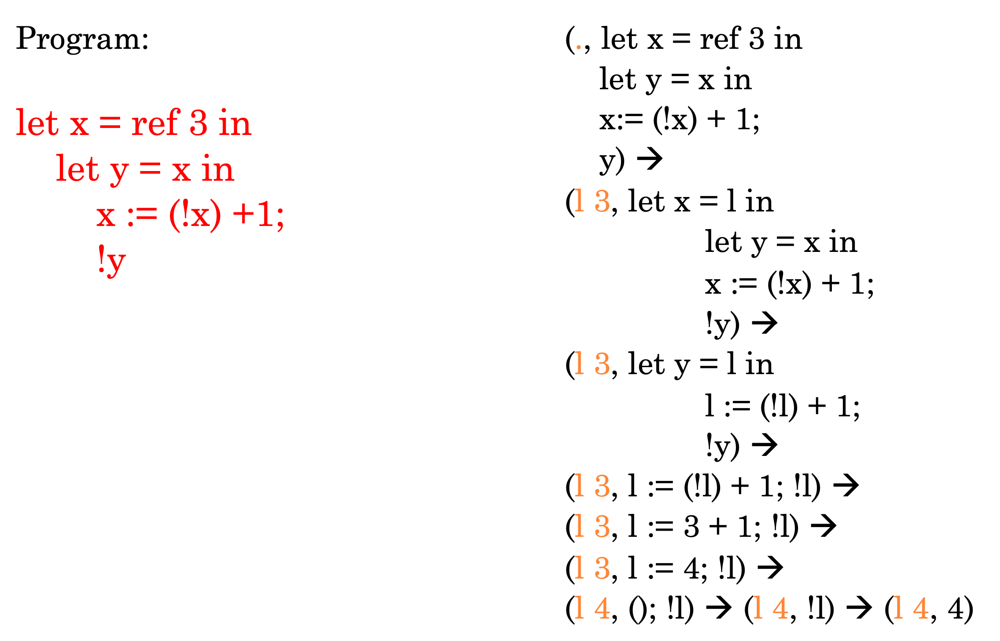 Program:
let x = ref 3 in
let y = x in
x := (!x) +1;
!y
(., let x = ref 3 in
let y = x in
x:= (!x) + 1;
y) →
(l 3, let x = l in
let y = x in
x := (!x) + 1;
!y) →
(l 3, let y = l in
l := (!l) + 1;
!y) →
(l 3, l := (!l) + 1; !l) →
(l 3, l := 3 + 1; !l) →
(l 3, l := 4; !l) →
(l 4, (); !l) → (l 4, !l) → (l 4, 4)